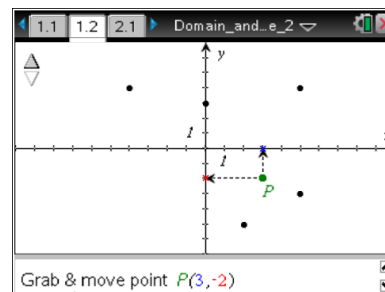 1.1 1.2 2.1 Domain_and…e_2
y
1
1
P
Grab & move point P(3,-2)